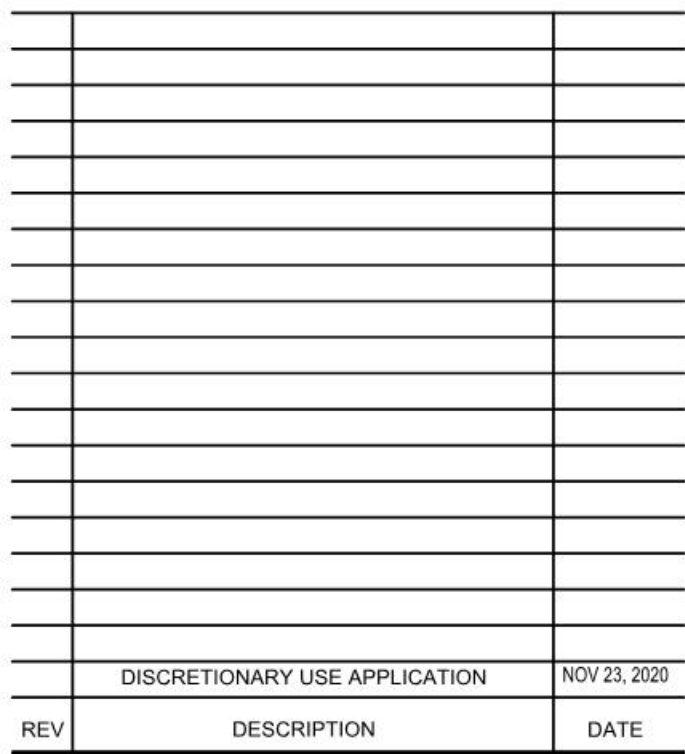 DISCRETIONARY USE APPLICATION NOV 23, 2020
REV DESCRIPTION DATE